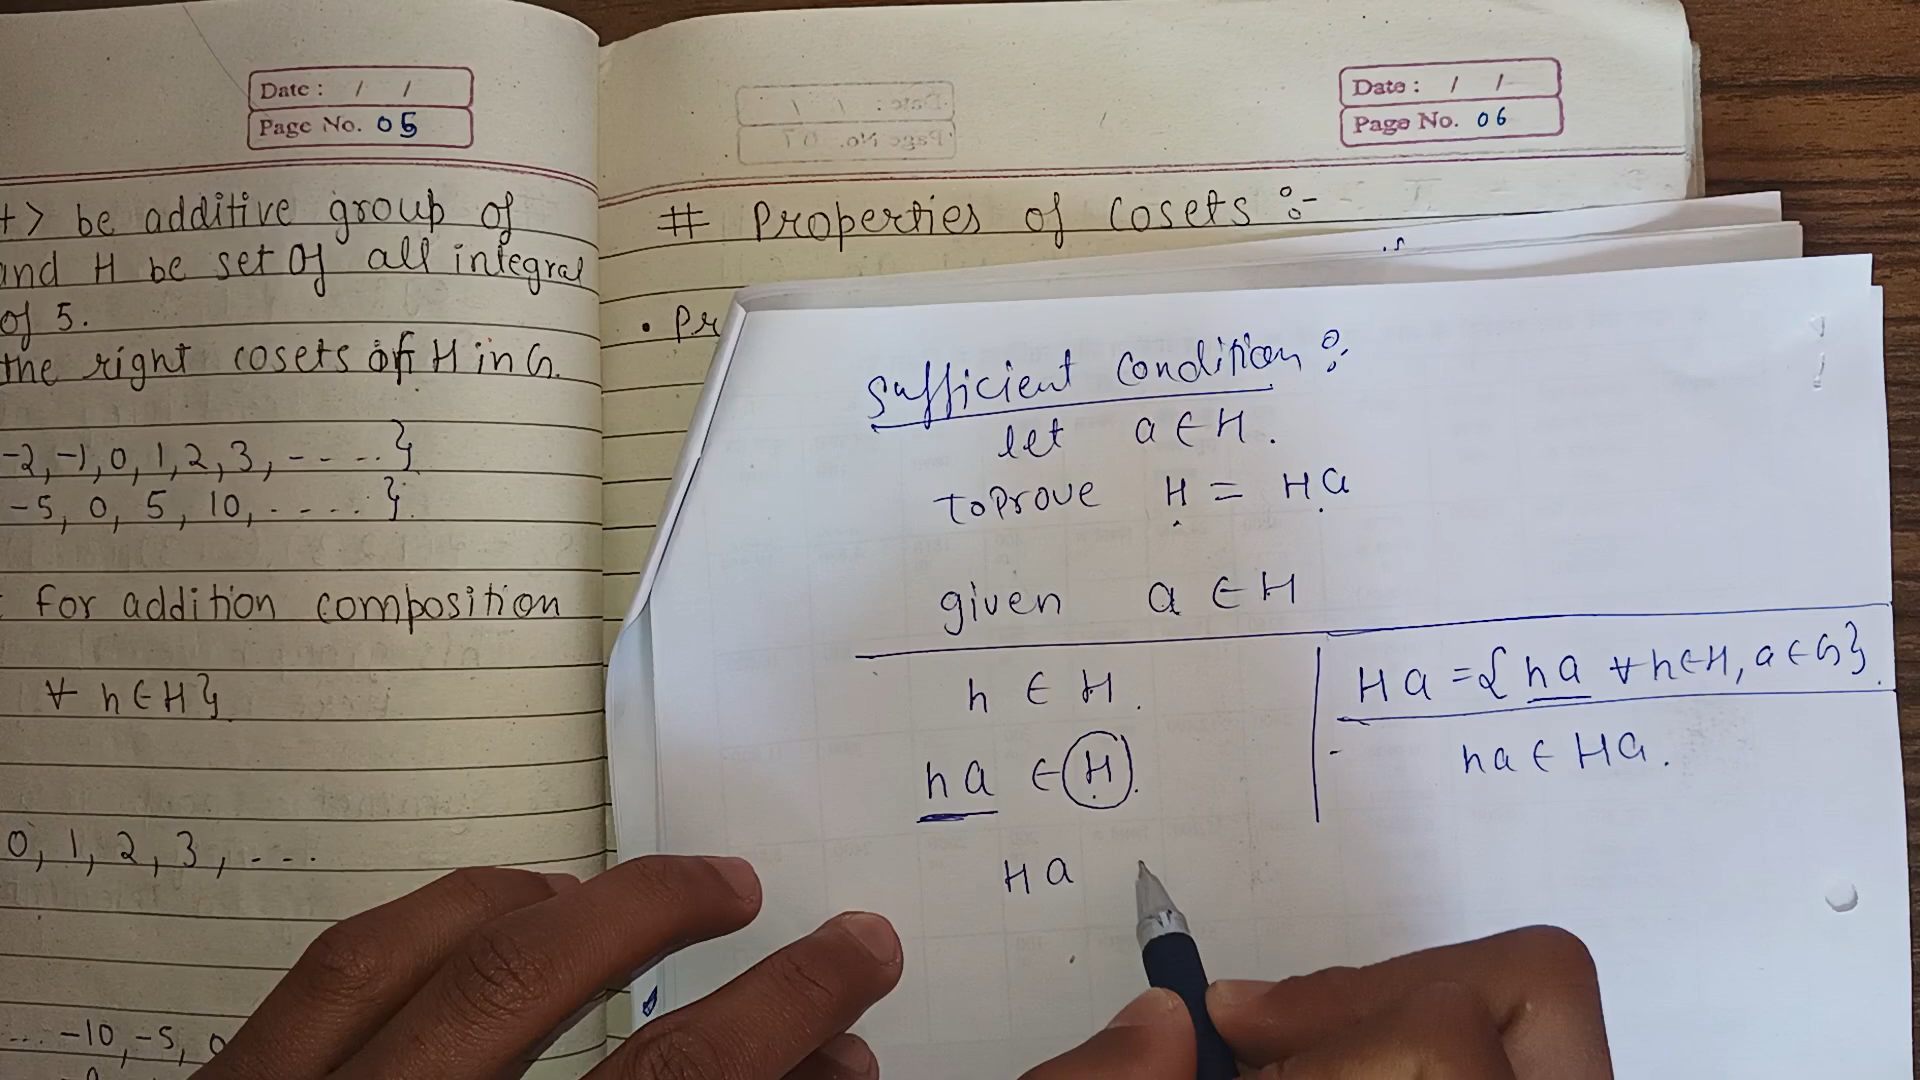 Date : / /
Page No. 05
+> be additive group of
and H be set of all integral
of 5.
the right cosets of H in G.
-2, -1, 0, 1, 2, 3, - - - - }
-5, 0, 5, 10, - - - - }.
for addition composition
∀ h ∈ H}.
0, 1, 2, 3, - - -
... -10, -5, 0
Date : / /
Page No. 06
# Properties of Cosets :-
• Pr
Sufficient Condition :
let a ∈ H.
to prove H = Ha
given a ∈ H
h ∈ H.
ha ∈ H.
Ha
Ha = { ha ∀ h ∈ H, a ∈ G}.
ha ∈ Ha.